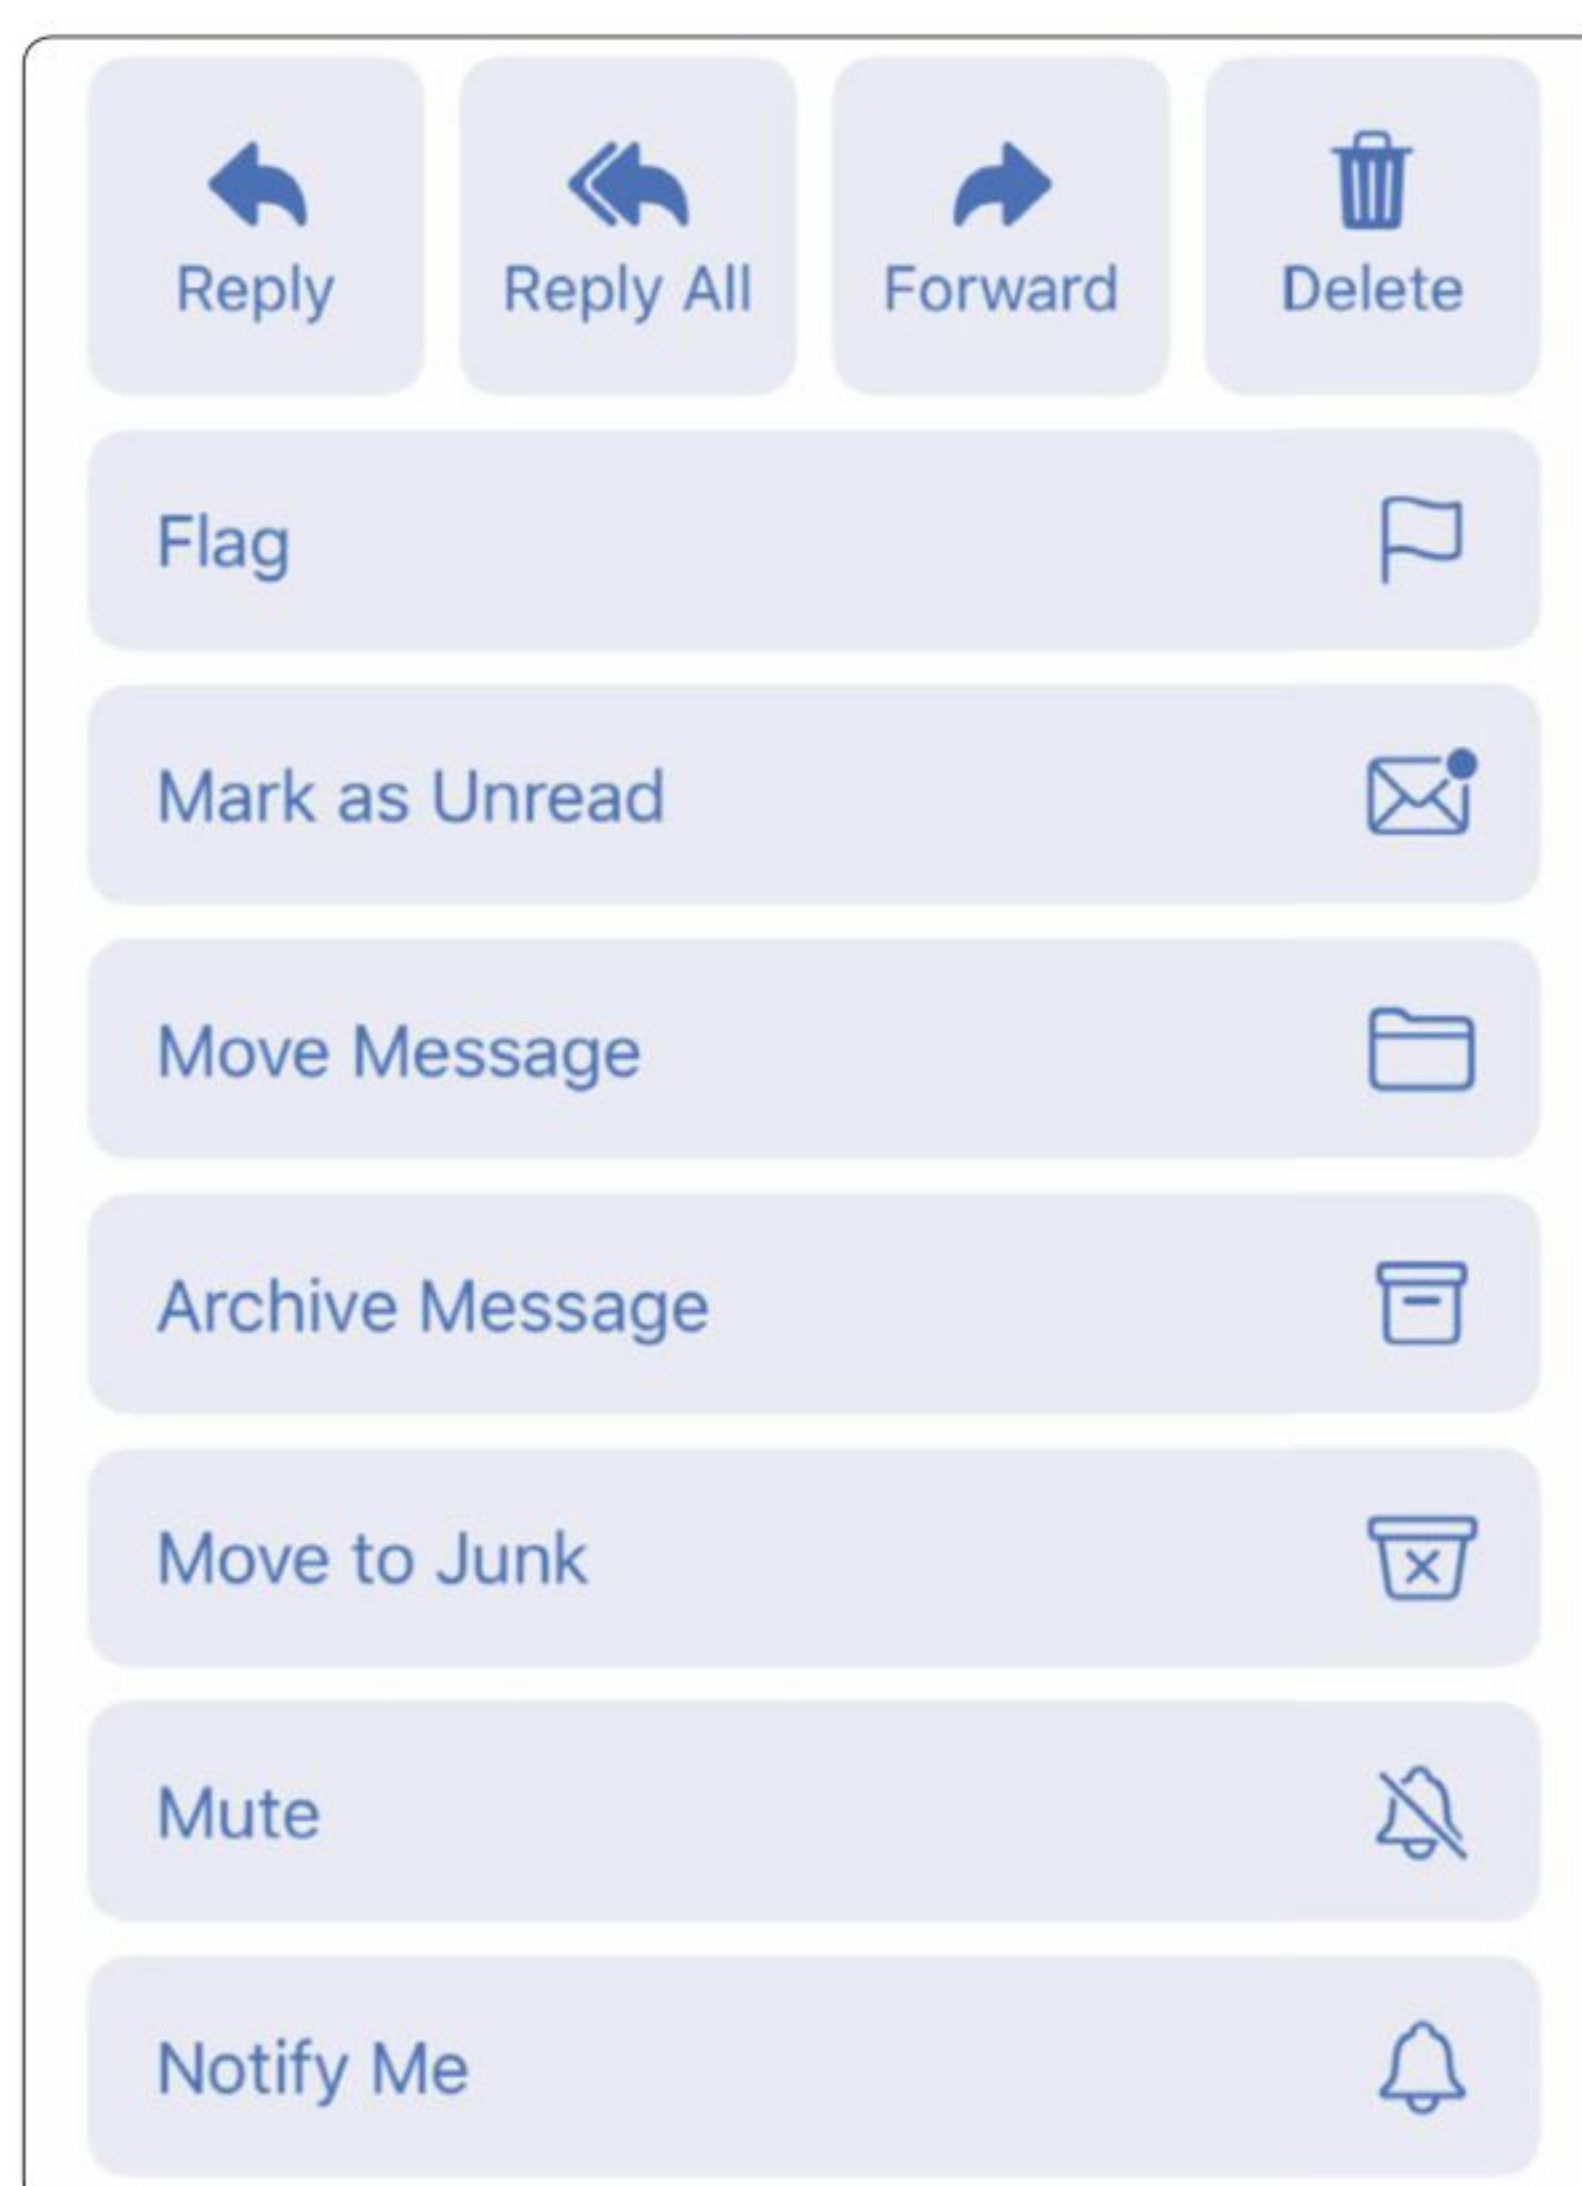 Reply Reply All Forward Delete
Flag
Mark as Unread
Move Message
Archive Message
Move to Junk
Mute
Notify Me